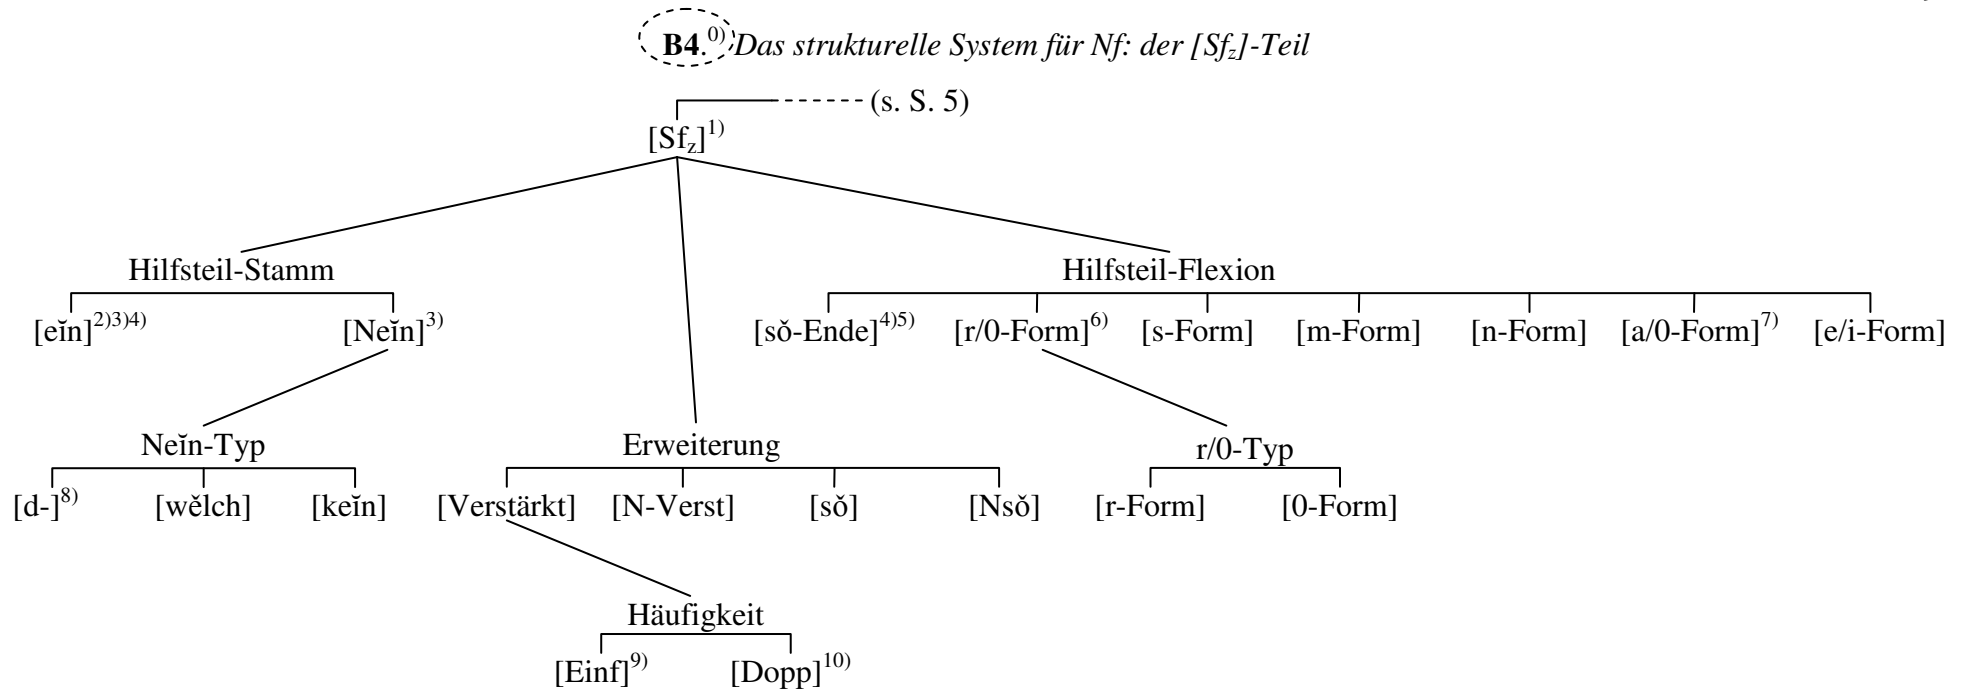 B4.⁰⁾ Das strukturelle System für Nf: der [Sf_z]-Teil
(s. S. 5)
[Sf_z]¹⁾
Hilfsteil-Stamm Hilfsteil-Flexion
[eĭn]²⁾³⁾⁴⁾ [Neĭn]³⁾ [sŏ-Ende]⁴⁾⁵⁾ [r/0-Form]⁶⁾ [s-Form] [m-Form] [n-Form] [a/0-Form]⁷⁾ [e/i-Form]
Neĭn-Typ Erweiterung r/0-Typ
[d-]⁸⁾ [wĕlch] [keĭn] [Verstärkt] [N-Verst] [sŏ] [Nsŏ] [r-Form] [0-Form]
Häufigkeit
[Einf]⁹⁾ [Dopp]¹⁰⁾